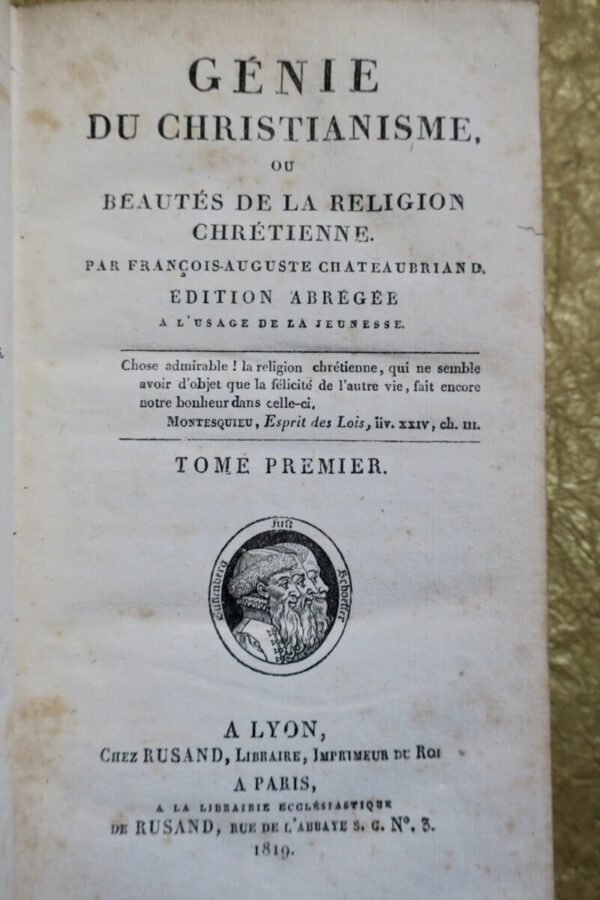 GÉNIE
DU CHRISTIANISME,
OU
BEAUTÉS DE LA RELIGION
CHRÉTIENNE.
PAR FRANÇOIS-AUGUSTE CHATEAUBRIAND.
EDITION ABRÉGÉE
A L'USAGE DE LA JEUNESSE.
Chose admirable ! la religion chrétienne, qui ne semble
avoir d'objet que la félicité de l'autre vie, fait encore
notre bonheur dans celle-ci.
MONTESQUIEU, Esprit des Lois, liv. XXIV, ch. III.
TOME PREMIER.
Guttenberg
Fust
Schoeffer
A LYON,
CHEZ RUSAND, LIBRAIRE, IMPRIMEUR DU ROI
A PARIS,
A LA LIBRAIRIE ECCLÉSIASTIQUE
DE RUSAND, RUE DE L'ABBAYE S. G. Nº. 3.
1819.